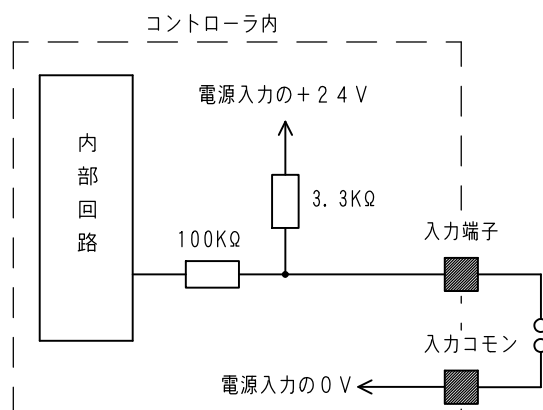 コントローラ内
電源入力の+24V
内部回路
3.3KΩ
100KΩ
入力端子
入力コモン
電源入力の0V